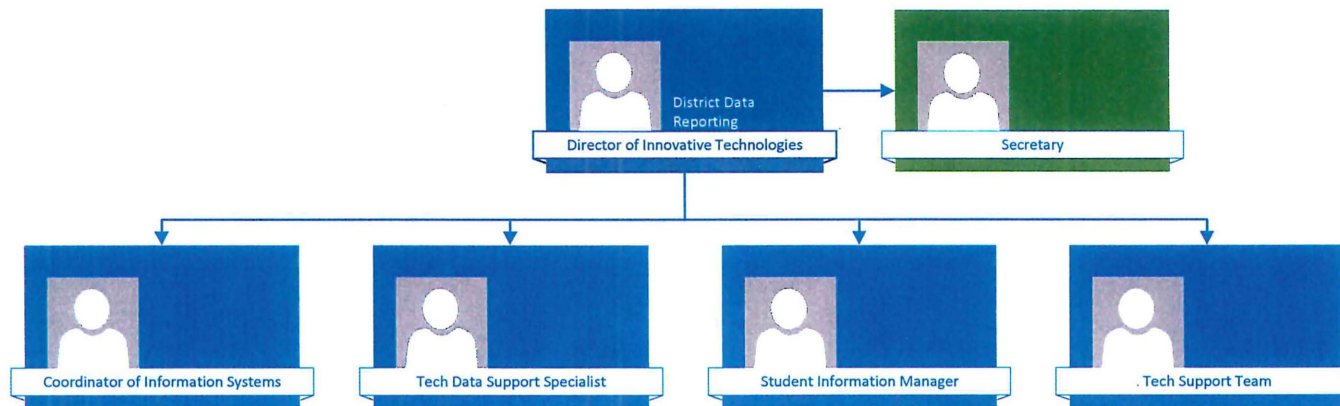 District Data
Reporting
Director of Innovative Technologies
Secretary
Coordinator of Information Systems
Tech Data Support Specialist
Student Information Manager
. Tech Support Team